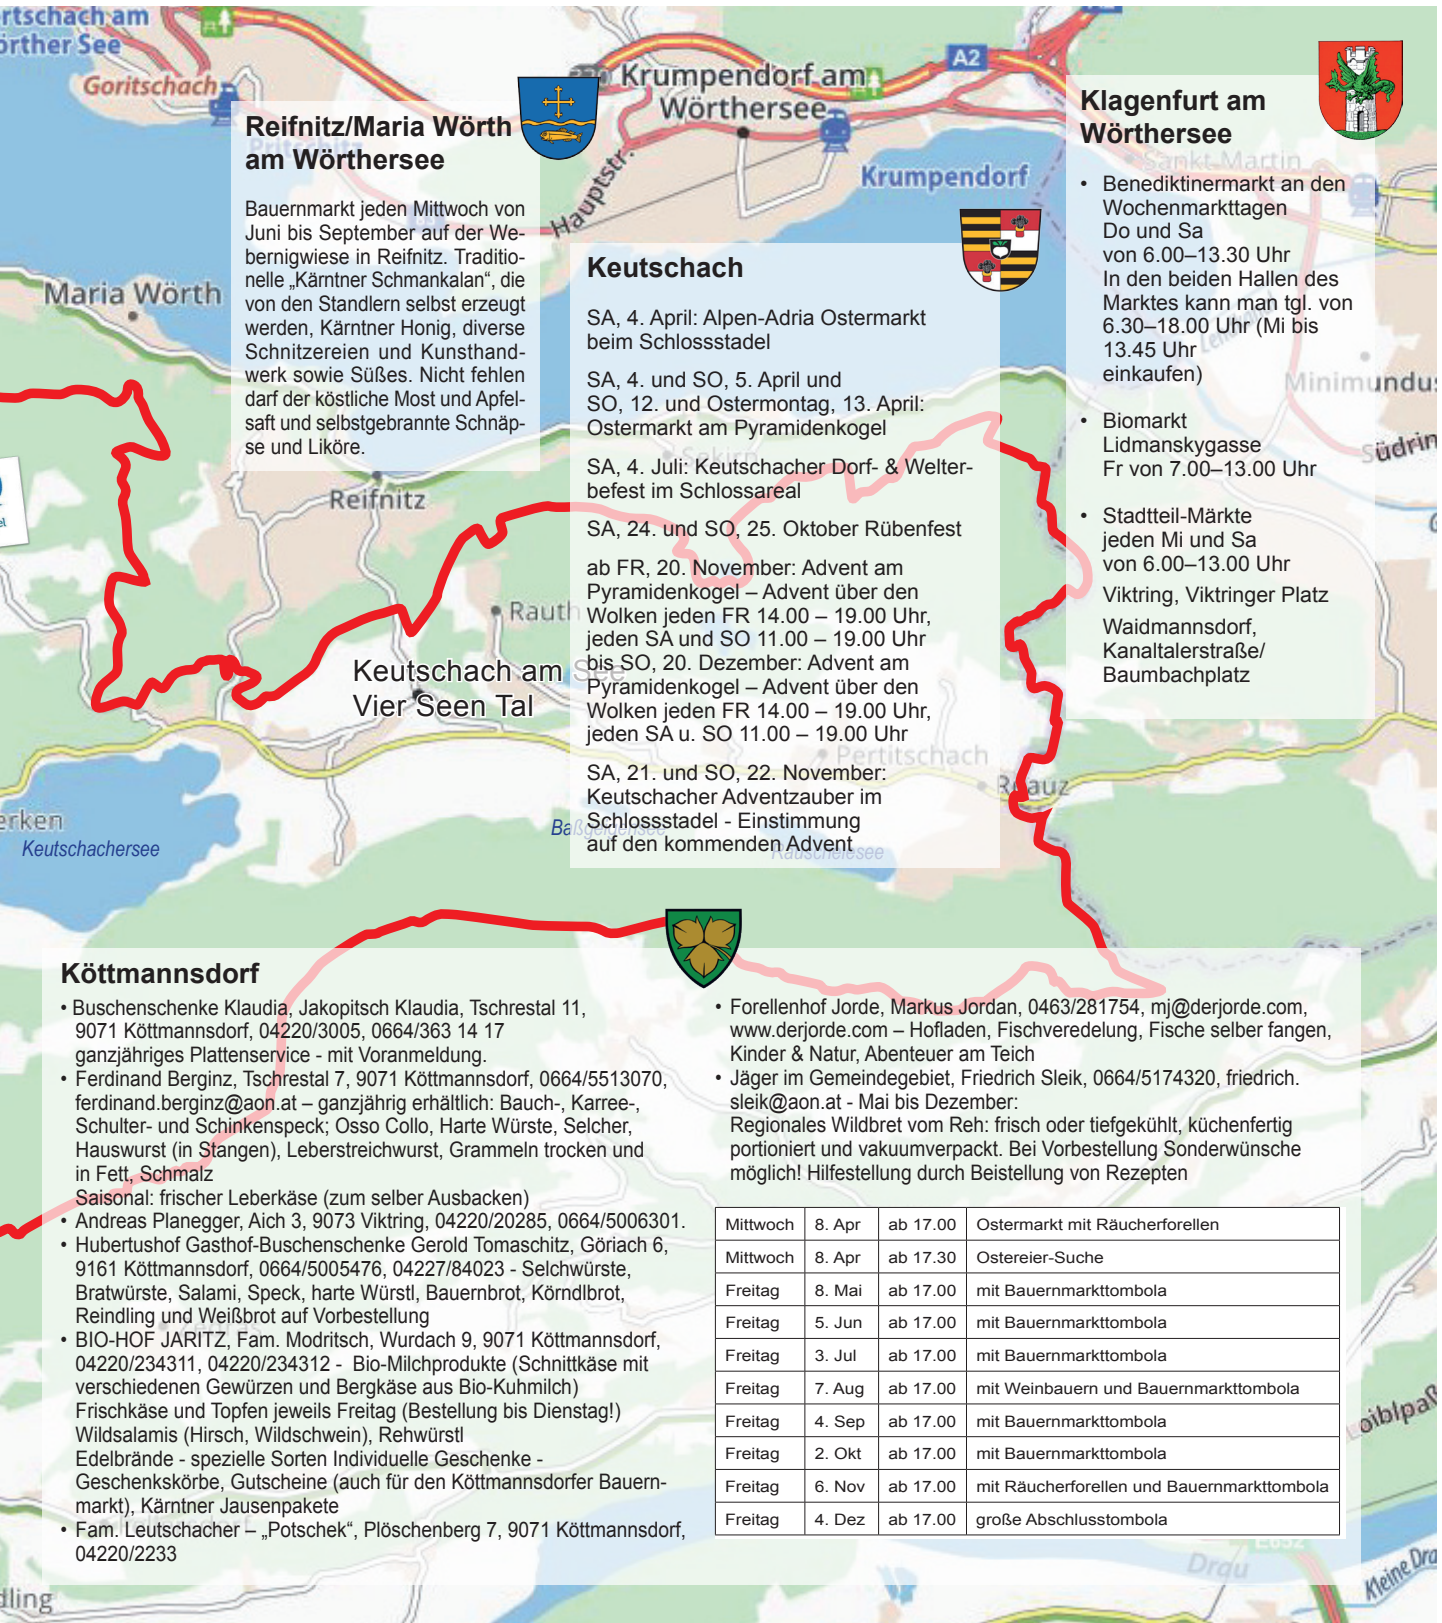 rtschach am
örther See
Goritschach
Krumpendorf am
Wörthersee
A2
Krumpendorf
Hauptstr.
Pritschitz
Reifnitz/Maria Wörth
am Wörthersee
Bauernmarkt jeden Mittwoch von
Juni bis September auf der We-
bernigwiese in Reifnitz. Traditio-
nelle „Kärntner Schmankalan“, die
von den Standlern selbst erzeugt
werden, Kärntner Honig, diverse
Schnitzereien und Kunsthand-
werk sowie Süßes. Nicht fehlen
darf der köstliche Most und Apfel-
saft und selbstgebrannte Schnäp-
se und Liköre.
Maria Wörth
Reifnitz
Keutschach
SA, 4. April: Alpen-Adria Ostermarkt
beim Schlossstadel
SA, 4. und SO, 5. April und
SO, 12. und Ostermontag, 13. April:
Ostermarkt am Pyramidenkogel
Sekirn
SA, 4. Juli: Keutschacher Dorf- & Welter-
befest im Schlossareal
SA, 24. und SO, 25. Oktober Rübenfest
ab FR, 20. November: Advent am
Pyramidenkogel – Advent über den
Wolken jeden FR 14.00 – 19.00 Uhr,
jeden SA und SO 11.00 – 19.00 Uhr
bis SO, 20. Dezember: Advent am
Pyramidenkogel – Advent über den
Wolken jeden FR 14.00 – 19.00 Uhr,
jeden SA u. SO 11.00 – 19.00 Uhr
SA, 21. und SO, 22. November:
Keutschacher Adventzauber im
Schlossstadel - Einstimmung
auf den kommenden Advent
Klagenfurt am
Wörthersee
Sankt Martin
• Benediktinermarkt an den
Wochenmarkttagen
Do und Sa
von 6.00–13.30 Uhr
In den beiden Hallen des
Marktes kann man tgl. von
6.30–18.00 Uhr (Mi bis
13.45 Uhr
einkaufen)
• Biomarkt
Lidmanskygasse
Fr von 7.00–13.00 Uhr
• Stadtteil-Märkte
jeden Mi und Sa
von 6.00–13.00 Uhr
Viktring, Viktringer Platz
Waidmannsdorf,
Kanaltalerstraße/
Baumbachplatz
Minimundus
Südrin
Rauth
Keutschach am See
Vier Seen Tal
Pertitschach
Reauz
erken
Keutschachersee
Baßgeigensee
Rauschelesee
Köttmannsdorf
• Buschenschenke Klaudia, Jakopitsch Klaudia, Tschrestal 11,
9071 Köttmannsdorf, 04220/3005, 0664/363 14 17
ganzjähriges Plattenservice - mit Voranmeldung.
• Ferdinand Berginz, Tschrestal 7, 9071 Köttmannsdorf, 0664/5513070,
ferdinand.berginz@aon.at – ganzjährig erhältlich: Bauch-, Karree-,
Schulter- und Schinkenspeck; Osso Collo, Harte Würste, Selcher,
Hauswurst (in Stangen), Leberstreichwurst, Grammeln trocken und
in Fett, Schmalz
Saisonal: frischer Leberkäse (zum selber Ausbacken)
• Andreas Planegger, Aich 3, 9073 Viktring, 04220/20285, 0664/5006301.
• Hubertushof Gasthof-Buschenschenke Gerold Tomaschitz, Göriach 6,
9161 Köttmannsdorf, 0664/5005476, 04227/84023 - Selchwürste,
Bratwürste, Salami, Speck, harte Würstl, Bauernbrot, Körndlbrot,
Reindling und Weißbrot auf Vorbestellung
• BIO-HOF JARITZ, Fam. Modritsch, Wurdach 9, 9071 Köttmannsdorf,
04220/234311, 04220/234312 - Bio-Milchprodukte (Schnittkäse mit
verschiedenen Gewürzen und Bergkäse aus Bio-Kuhmilch)
Frischkäse und Topfen jeweils Freitag (Bestellung bis Dienstag!)
Wildsalamis (Hirsch, Wildschwein), Rehwürstl
Edelbrände - spezielle Sorten Individuelle Geschenke -
Geschenkskörbe, Gutscheine (auch für den Köttmannsdorfer Bauern-
markt), Kärntner Jausenpakete
• Fam. Leutschacher – „Potschek“, Plöschenberg 7, 9071 Köttmannsdorf,
04220/2233
• Forellenhof Jorde, Markus Jordan, 0463/281754, mj@derjorde.com,
www.derjorde.com – Hofladen, Fischveredelung, Fische selber fangen,
Kinder & Natur, Abenteuer am Teich
• Jäger im Gemeindegebiet, Friedrich Sleik, 0664/5174320, friedrich.
sleik@aon.at - Mai bis Dezember:
Regionales Wildbret vom Reh: frisch oder tiefgekühlt, küchenfertig
portioniert und vakuumverpackt. Bei Vorbestellung Sonderwünsche
möglich! Hilfestellung durch Beistellung von Rezepten
Mittwoch 8. Apr ab 17.00 Ostermarkt mit Räucherforellen
Mittwoch 8. Apr ab 17.30 Ostereier-Suche
Freitag 8. Mai ab 17.00 mit Bauernmarkttombola
Freitag 5. Jun ab 17.00 mit Bauernmarkttombola
Freitag 3. Jul ab 17.00 mit Bauernmarkttombola
Freitag 7. Aug ab 17.00 mit Weinbauern und Bauernmarkttombola
Freitag 4. Sep ab 17.00 mit Bauernmarkttombola
Freitag 2. Okt ab 17.00 mit Bauernmarkttombola
Freitag 6. Nov ab 17.00 mit Räucherforellen und Bauernmarkttombola
Freitag 4. Dez ab 17.00 große Abschlusstombola
oiblpaß
E652
Drau
Kleine Dra
dling